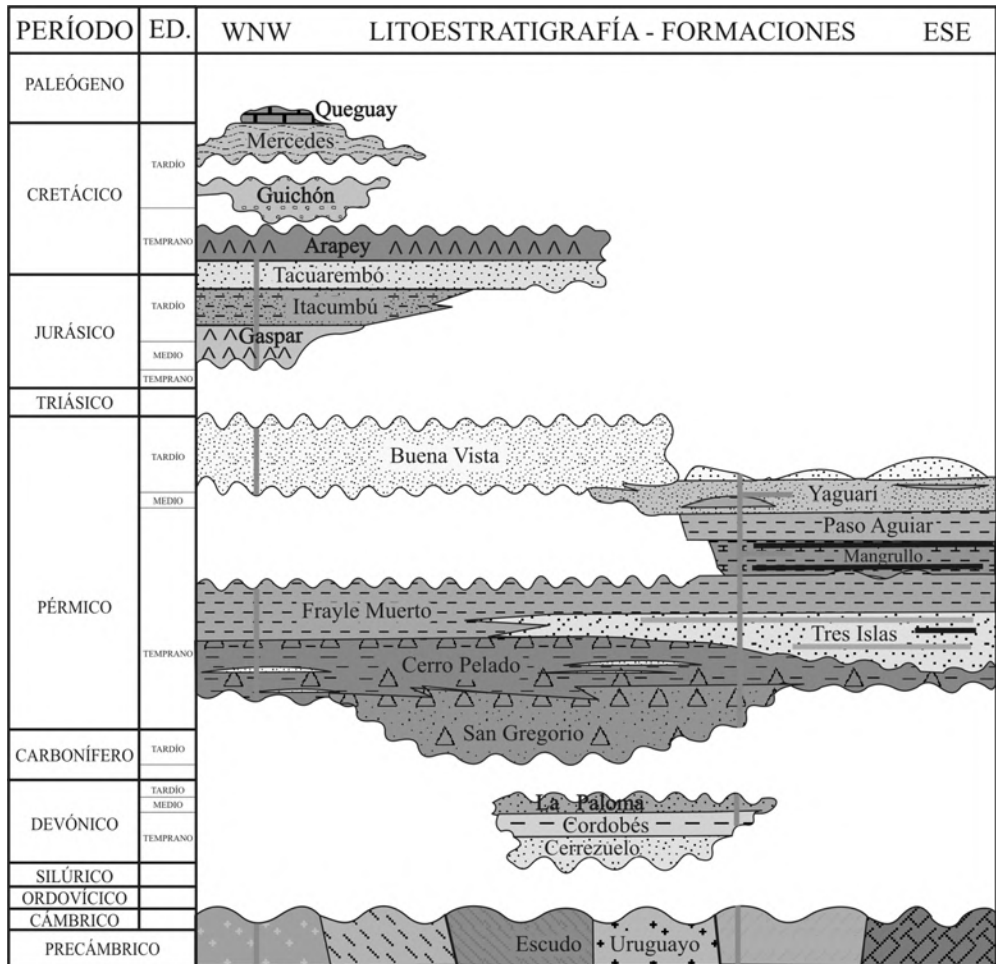 PERÍODO ED. WNW LITOESTRATIGRAFÍA - FORMACIONES ESE
PALEÓGENO
Queguay
Mercedes
TARDÍO
CRETÁCICO
Guichón
TEMPRANO
Arapey
Tacuarembó
TARDÍO
Itacumbú
JURÁSICO
Gaspar
MEDIO
TEMPRANO
TRIÁSICO
TARDÍO
Buena Vista
MEDIO
Yaguarí
Paso Aguiar
Mangrullo
PÉRMICO
Frayle Muerto
Tres Islas
TEMPRANO
Cerro Pelado
San Gregorio
CARBONÍFERO
TARDÍO
TARDÍO
MEDIO
La Paloma
DEVÓNICO
Cordobés
TEMPRANO
Cerrezuelo
SILÚRICO
ORDOVÍCICO
CÁMBRICO
PRECÁMBRICO
Escudo Uruguayo